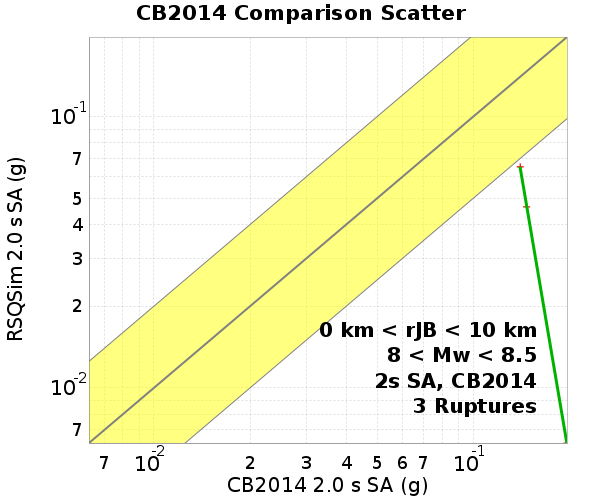 CB2014 Comparison Scatter
RSQSim 2.0 s SA (g)
10-1
7
5
4
3
2
10-2
7
0 km < rJB < 10 km
8 < Mw < 8.5
2s SA, CB2014
3 Ruptures
7 10-2 2 3 4 5 6 7 10-1
CB2014 2.0 s SA (g)